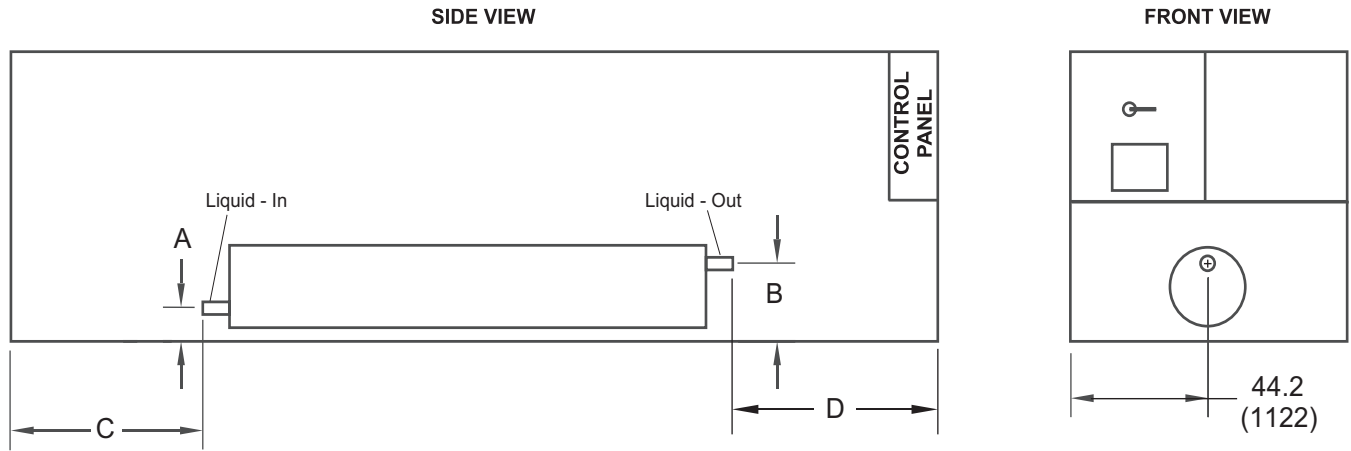 SIDE VIEW
FRONT VIEW
CONTROL
PANEL
Liquid - In
Liquid - Out
A
B
C
D
44.2
(1122)